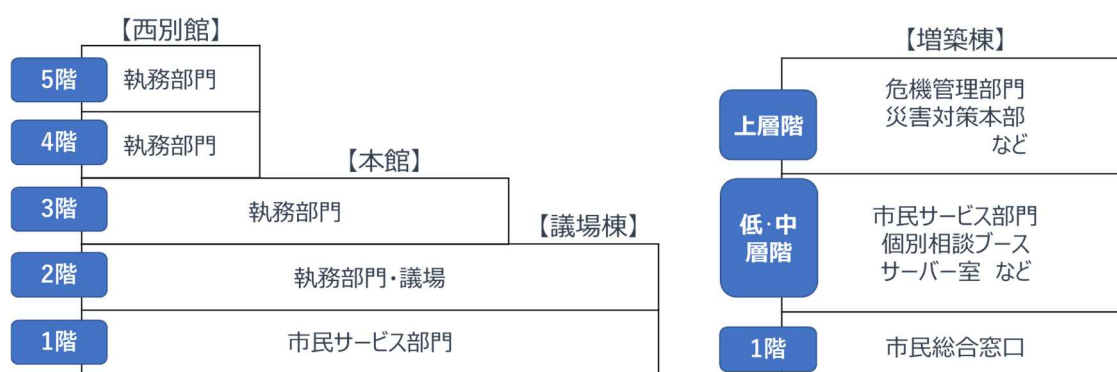 【西別館】
5階
執務部門
4階
執務部門
【本館】
3階
執務部門
【議場棟】
2階
執務部門・議場
1階
市民サービス部門
【増築棟】
上層階
危機管理部門
災害対策本部
など
低・中
層階
市民サービス部門
個別相談ブース
サーバー室 など
1階
市民総合窓口